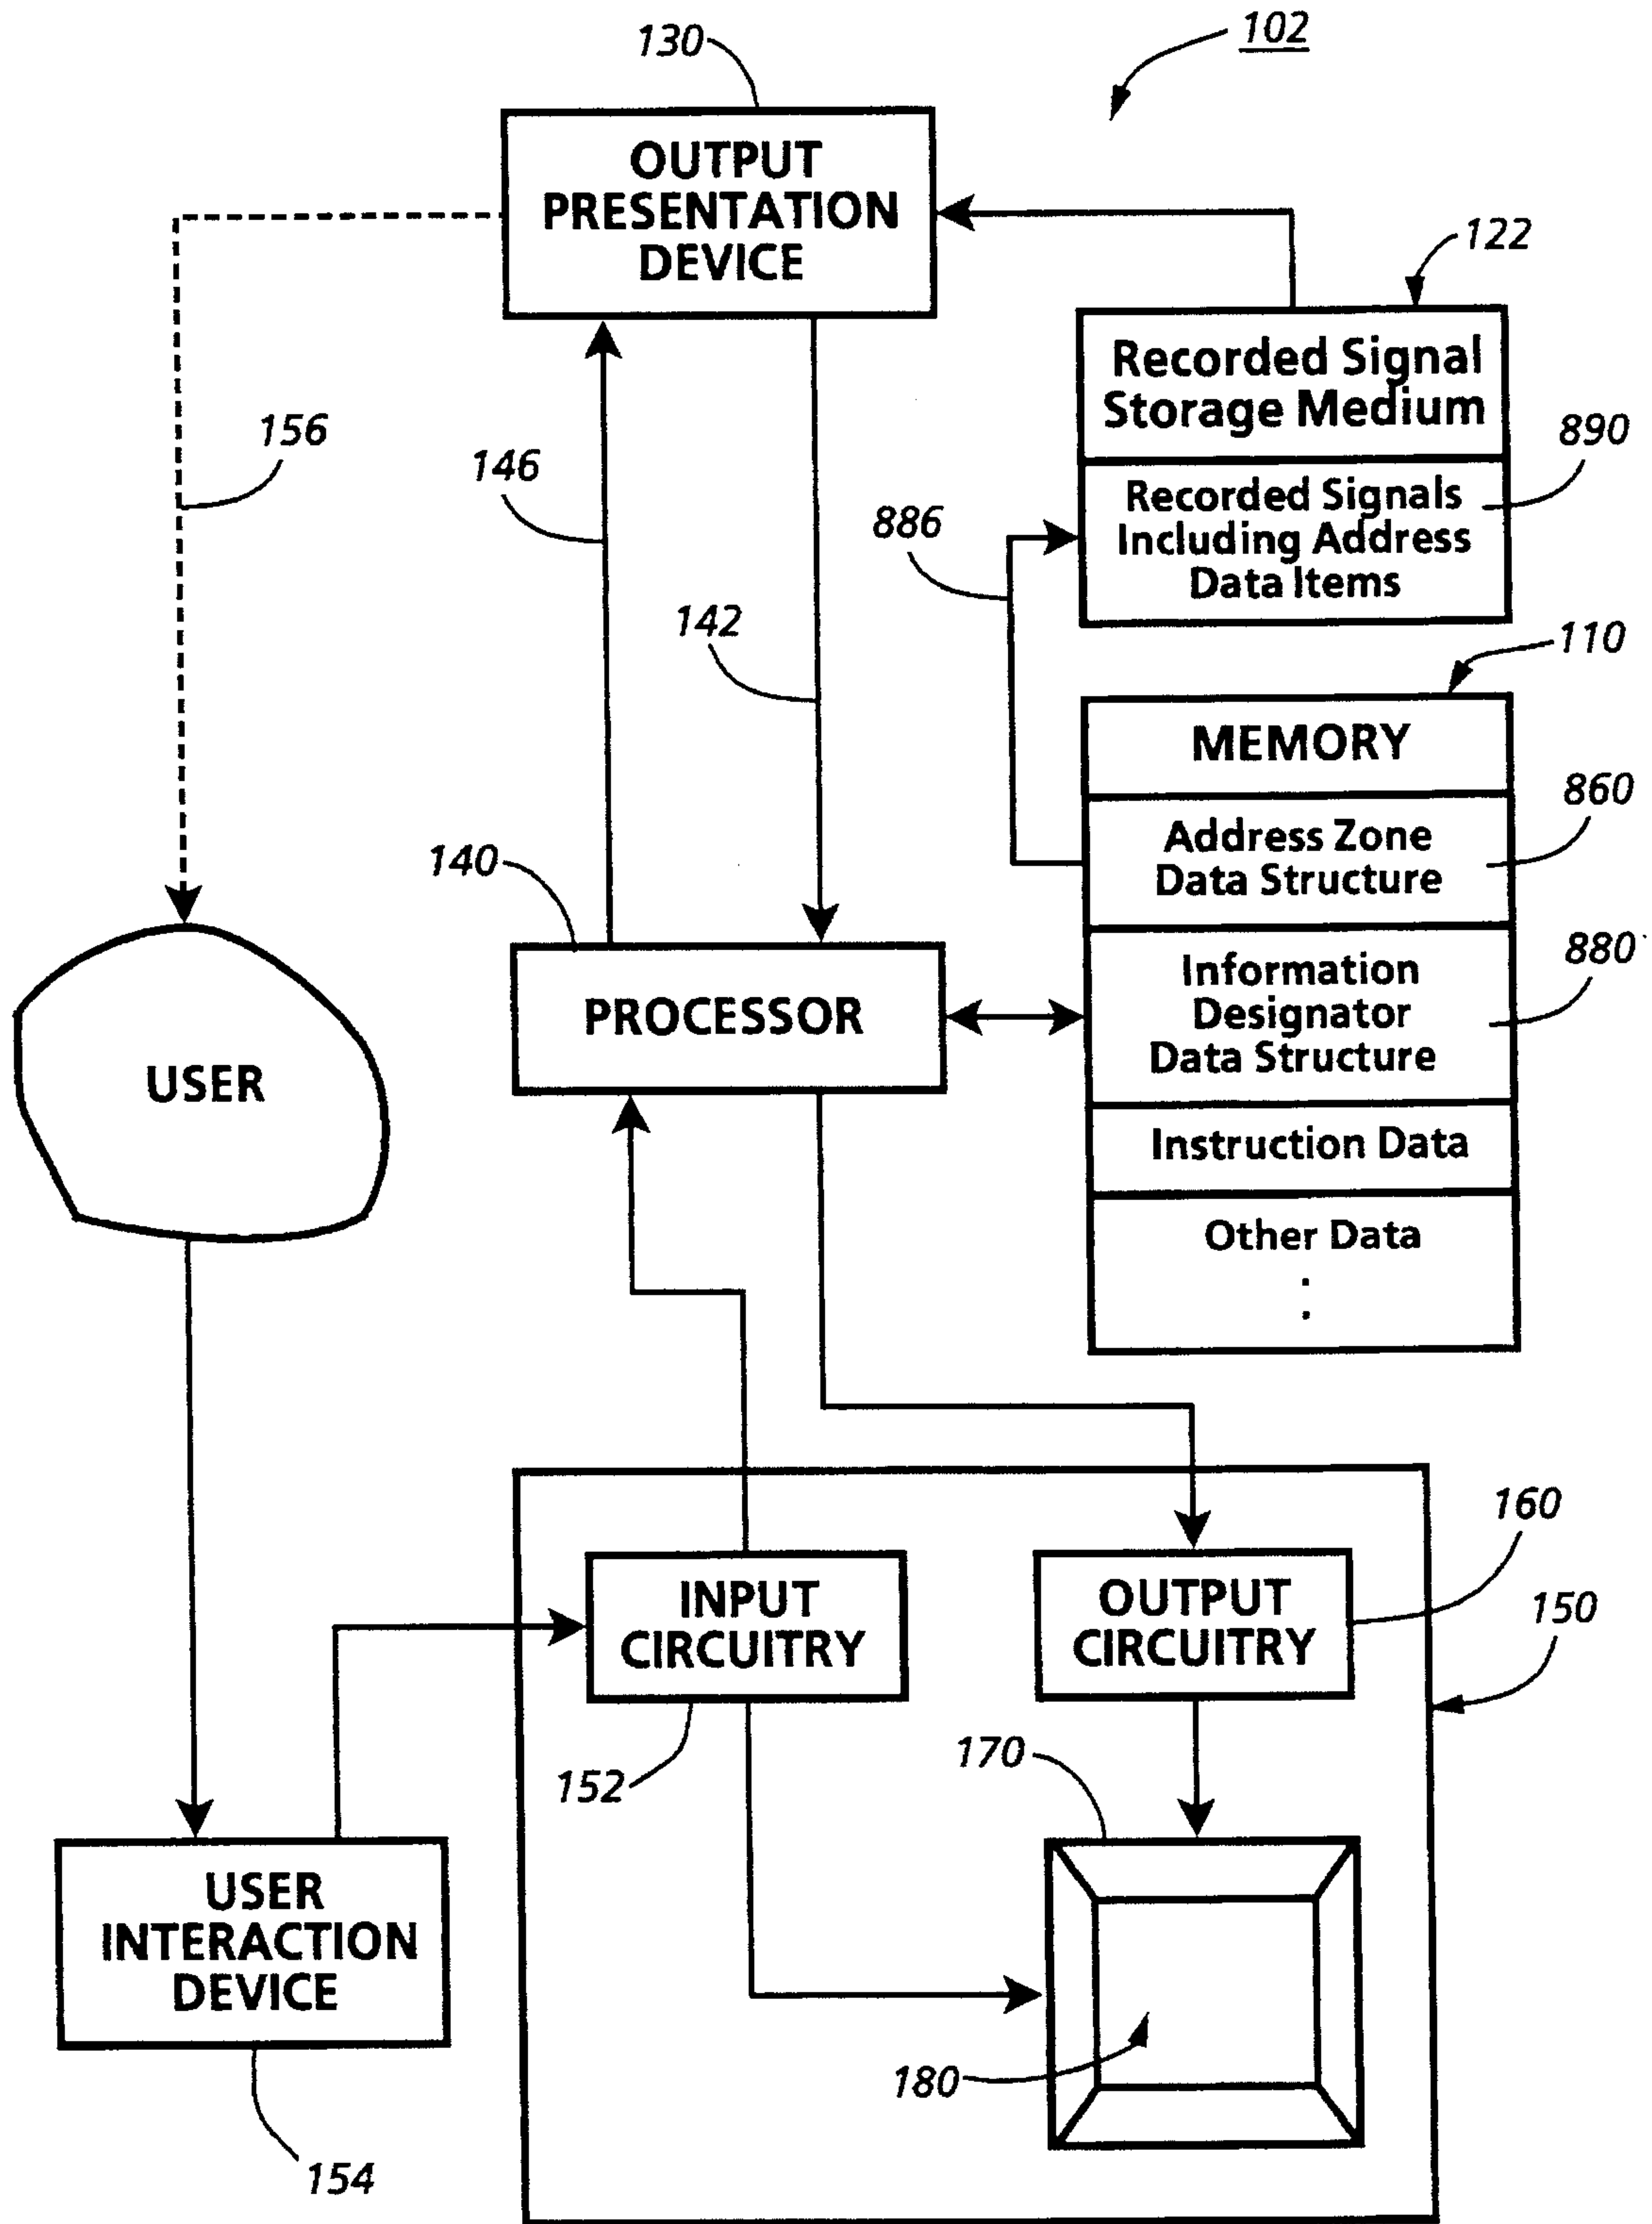 130
102
OUTPUT
PRESENTATION
DEVICE
122
Recorded Signal
Storage Medium
890
156
146
Recorded Signals
Including Address
Data Items
886
142
110
MEMORY
860
Address Zone
Data Structure
140
880
Information
Designator
Data Structure
PROCESSOR
USER
Instruction Data
Other Data
160
INPUT
CIRCUITRY
OUTPUT
CIRCUITRY
150
170
152
USER
INTERACTION
DEVICE
180
154